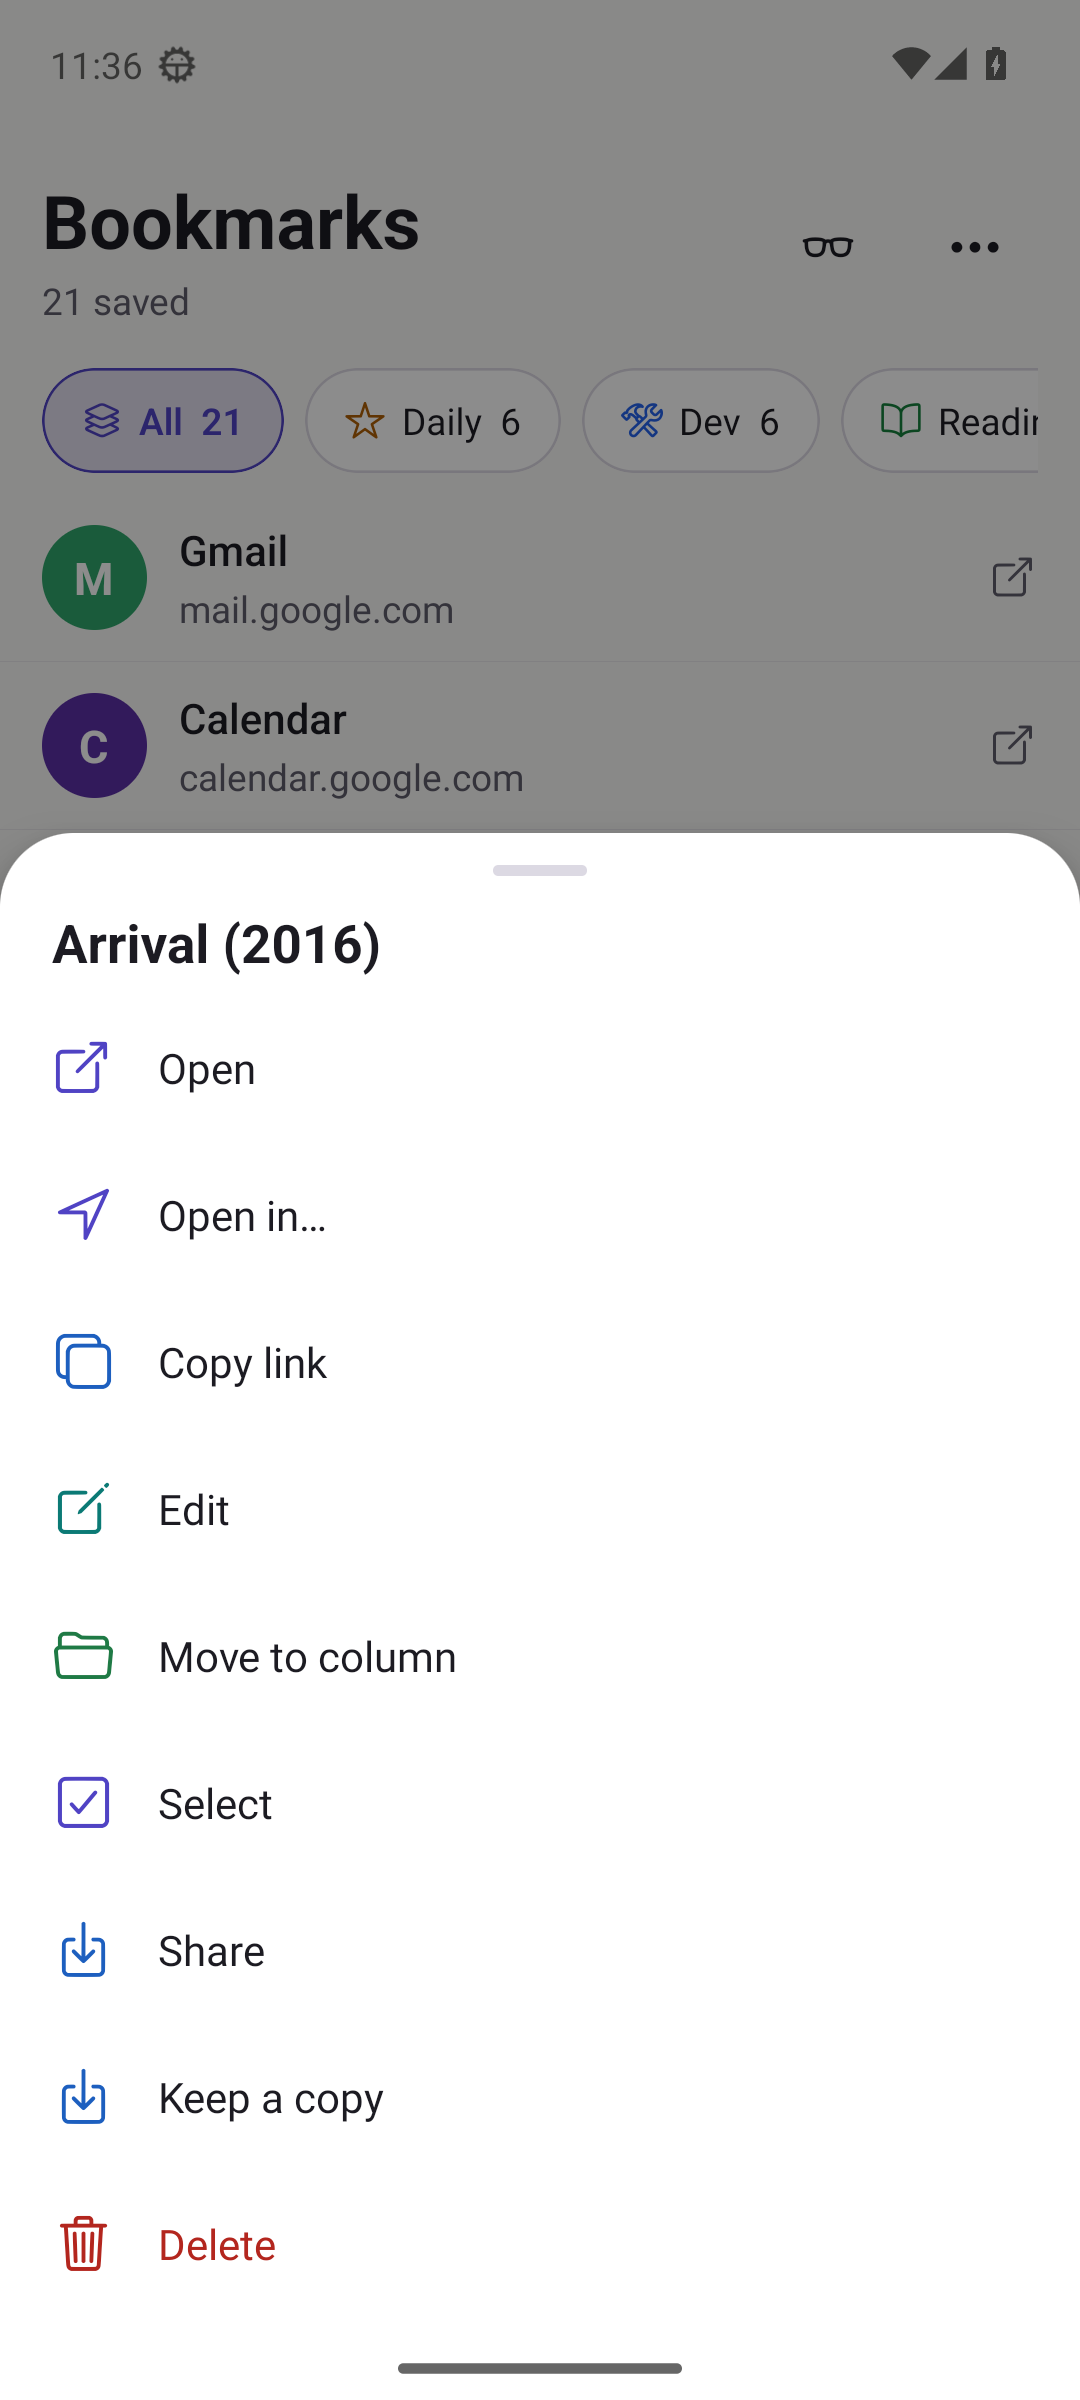 11:36
Bookmarks
21 saved
All 21
Daily 6
Dev 6
Readin
M
Gmail
mail.google.com
C
Calendar
calendar.google.com
Arrival (2016)
Open
Open in...
Copy link
Edit
Move to column
Select
Share
Keep a copy
Delete